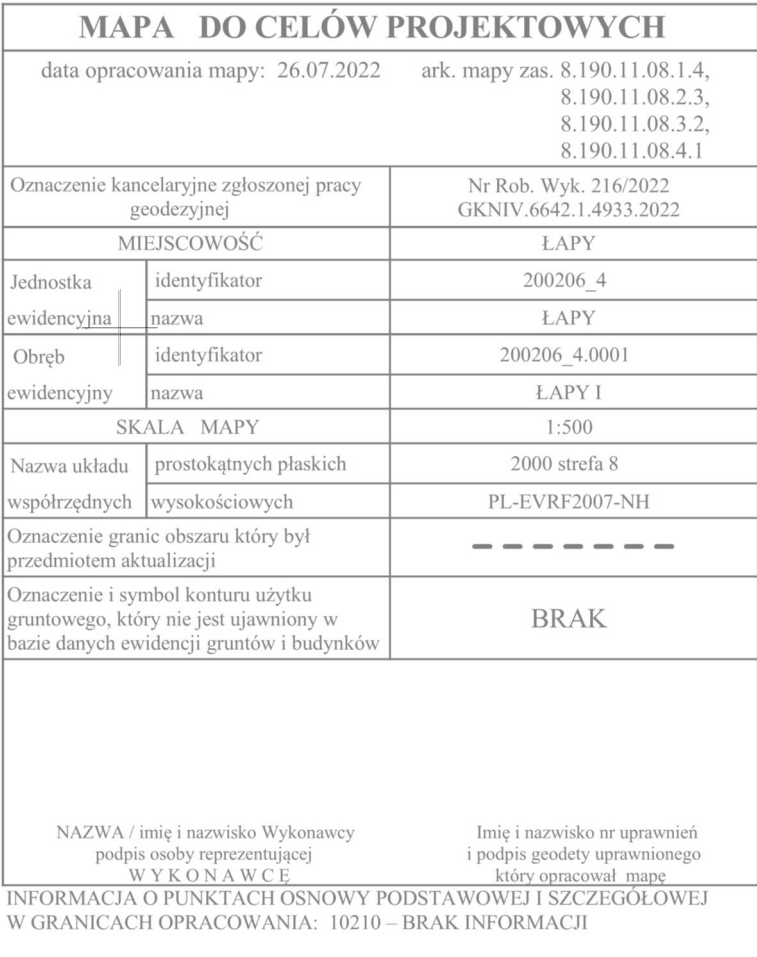 MAPA DO CELÓW PROJEKTOWYCH
data opracowania mapy: 26.07.2022
ark. mapy zas. 8.190.11.08.1.4,
8.190.11.08.2.3,
8.190.11.08.3.2,
8.190.11.08.4.1
Oznaczenie kancelaryjne zgłoszonej pracy
geodezyjnej
Nr Rob. Wyk. 216/2022
GKNIV.6642.1.4933.2022
MIEJSCOWOŚĆ
ŁAPY
Jednostka
ewidencyjna
identyfikator
200206_4
nazwa
ŁAPY
Obręb
ewidencyjny
identyfikator
200206_4.0001
nazwa
ŁAPY I
SKALA MAPY
1:500
Nazwa układu
współrzędnych
prostokątnych płaskich
2000 strefa 8
wysokościowych
PL-EVRF2007-NH
Oznaczenie granic obszaru który był
przedmiotem aktualizacji
Oznaczenie i symbol konturu użytku
gruntowego, który nie jest ujawniony w
bazie danych ewidencji gruntów i budynków
BRAK
NAZWA / imię i nazwisko Wykonawcy
podpis osoby reprezentującej
W Y K O N A W C Ę
Imię i nazwisko nr uprawnień
i podpis geodety uprawnionego
który opracował mapę
INFORMACJA O PUNKTACH OSNOWY PODSTAWOWEJ I SZCZEGÓŁOWEJ
W GRANICACH OPRACOWANIA: 10210 – BRAK INFORMACJI